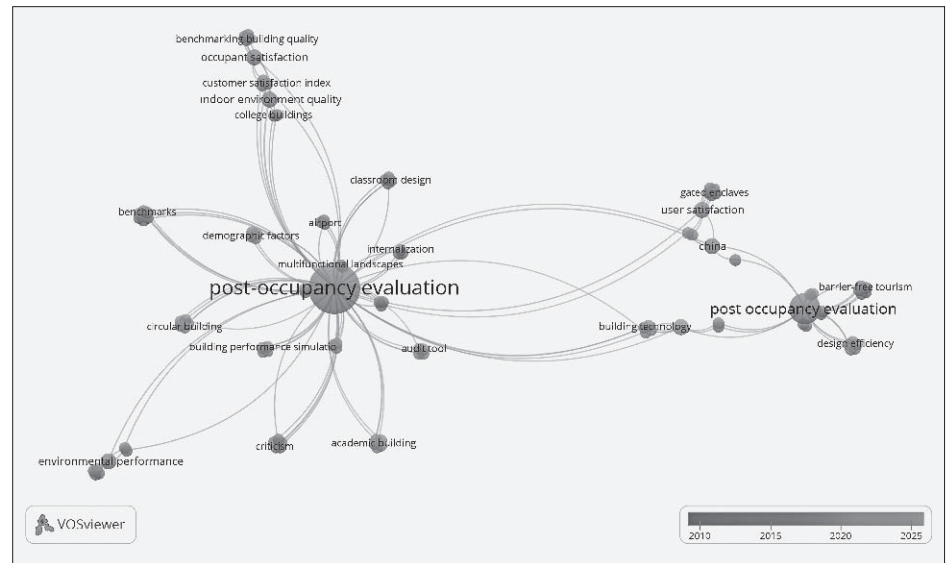 benchmarking building quality
occupant satisfaction
customer satisfaction index
indoor environment quality
college buildings
classroom design
gated enclaves
benchmarks
user satisfaction
airport
demographic factors
internalization
china
multifunctional landscapes
post-occupancy evaluation
barrier-free tourism
post occupancy evaluation
circular building
building technology
building performance simulatio
audit tool
design efficiency
criticism
academic building
environmental performance
VOSviewer
2010 2015 2020 2025